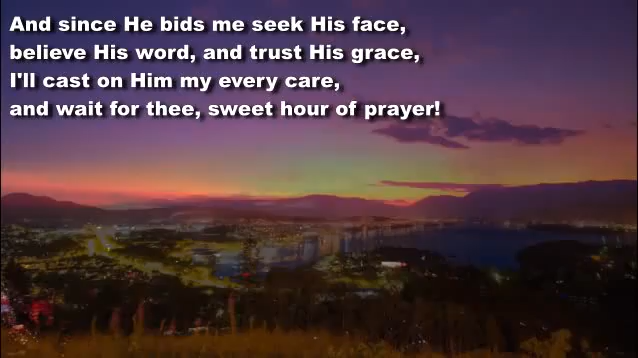 And since He bids me seek His face,
believe His word, and trust His grace,
I'll cast on Him my every care,
and wait for thee, sweet hour of prayer!